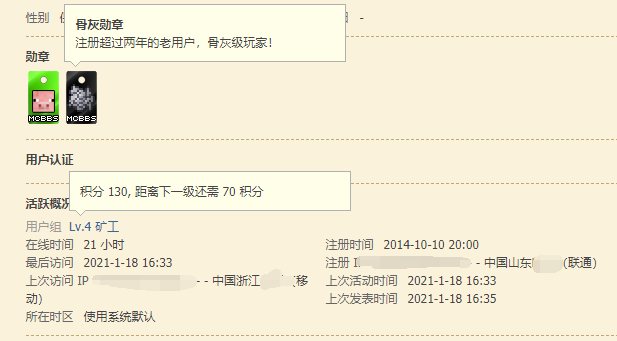 性别
-
骨灰勋章
注册超过两年的老用户，骨灰级玩家！
勋章
MCBBS MCBBS
用户认证
积分 130, 距离下一级还需 70 积分
活跃概况
用户组 Lv.4 矿工
在线时间 21 小时
注册时间 2014-10-10 20:00
最后访问 2021-1-18 16:33
注册 IP - - 中国山东 (联通)
上次访问 IP - - 中国浙江 (移动)
上次活动时间 2021-1-18 16:33
上次发表时间 2021-1-18 16:35
所在时区 使用系统默认